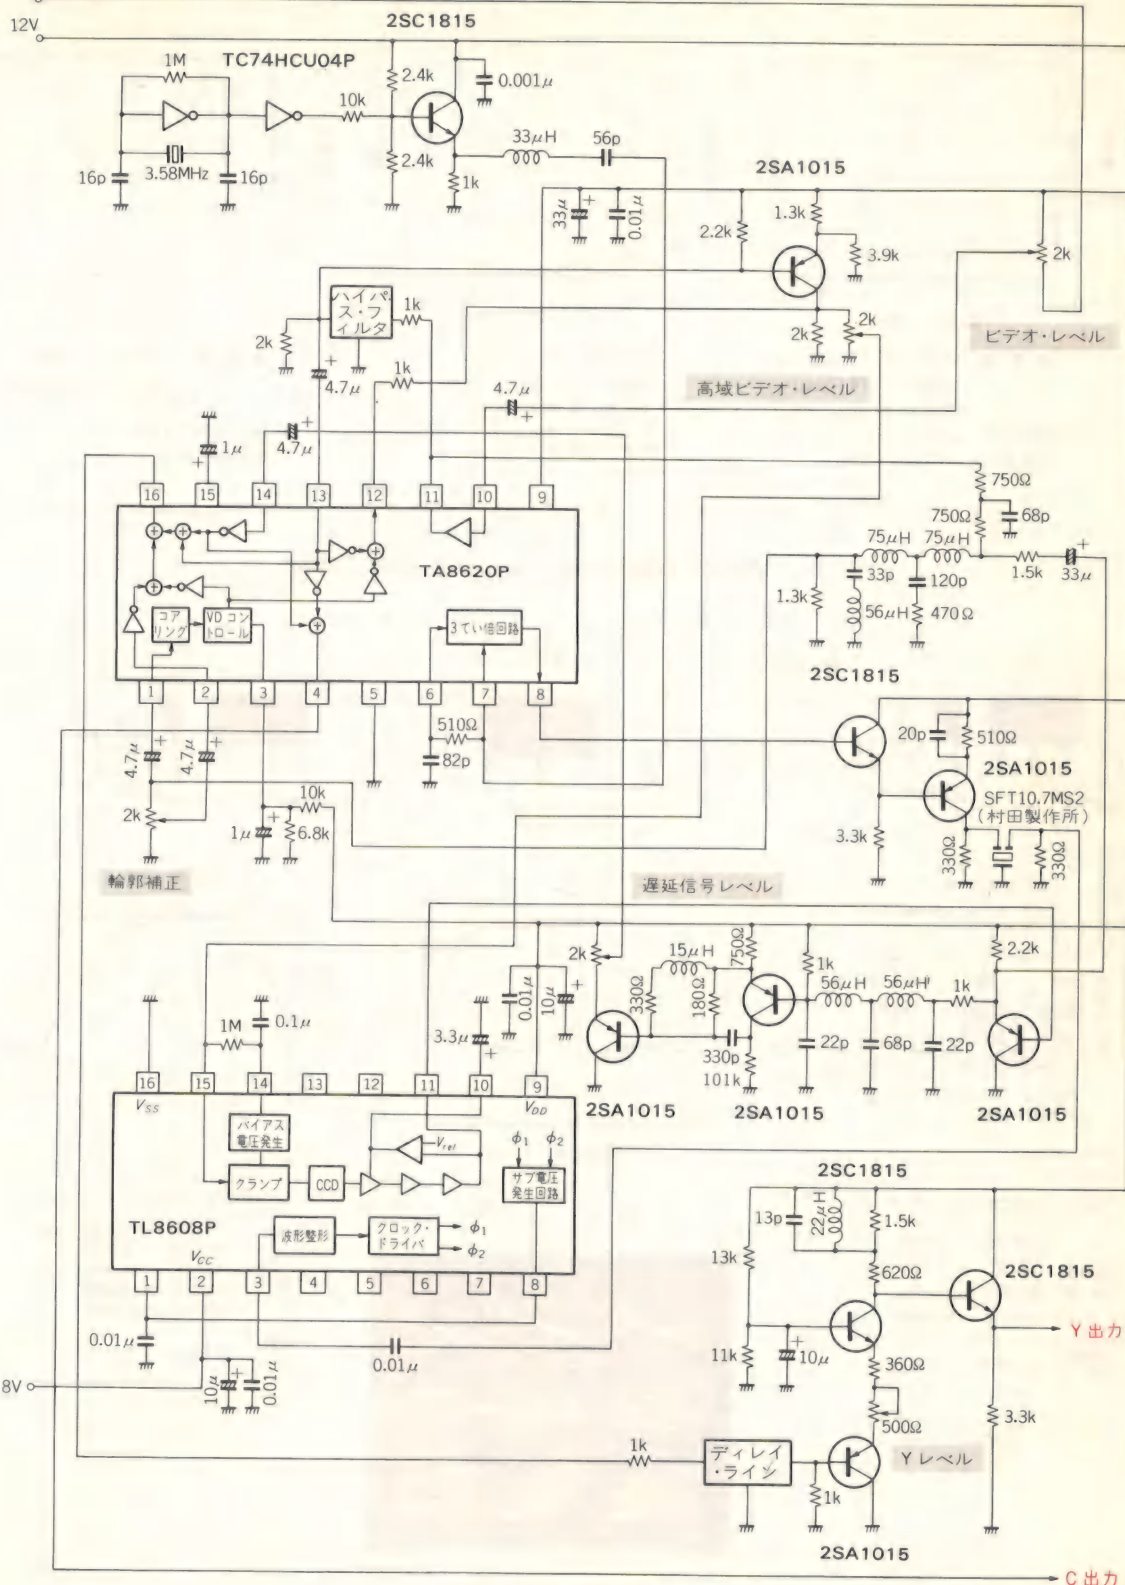 12V
2SC1815
1M
TC74HCU04P
2.4k
0.001μ
10k
33μH
56p
3.58MHz
16p
16p
2.4k
1k
2SA1015
33μ
+
0.01μ
2.2k
1.3k
3.9k
2k
ハイパ
ス・フ
ィルタ
1k
2k
2k
2k
ビデオ・レベル
+
4.7μ
1k
高域ビデオ・レベル
4.7μ
+
1μ
+
4.7μ
+
750Ω
68p
750Ω
16
15
14
13
12
11
10
9
75μH
75μH
+
33p
120p
1.5k
33μ
1.3k
56μH
470Ω
TA8620P
コア
リング
VDコン
トロール
3てい倍回路
2SC1815
1
2
3
4
5
6
7
8
510Ω
82p
20p
510Ω
4.7μ
+
4.7μ
+
2SA1015
SFT10.7MS2
(村田製作所)
2k
10k
1μ
+
6.8k
3.3k
330Ω
330Ω
輪郭補正
遅延信号レベル
2k
15μH
750Ω
1k
2.2k
330Ω
180Ω
56μH
56μH
1k
0.01μ
10μ
+
0.1μ
1M
3.3μ
+
330p
101k
22p
68p
22p
16
15
14
13
12
11
10
9
2SA1015
2SA1015
2SA1015
VSS
VDD
バイアス
電圧発生
Vref
φ1
φ2
クランプ
CCD
サブ電圧
発生回路
2SC1815
TL8608P
波形整形
クロック・
ドライバ
φ1
φ2
13p
22μH
1.5k
VCC
13k
620Ω
1
2
3
4
5
6
7
8
2SC1815
0.01μ
0.01μ
Y出力
11k
+
10μ
360Ω
8V
10μ
+
0.01μ
500Ω
3.3k
1k
ディレイ
・ライン
Yレベル
1k
2SA1015
C出力